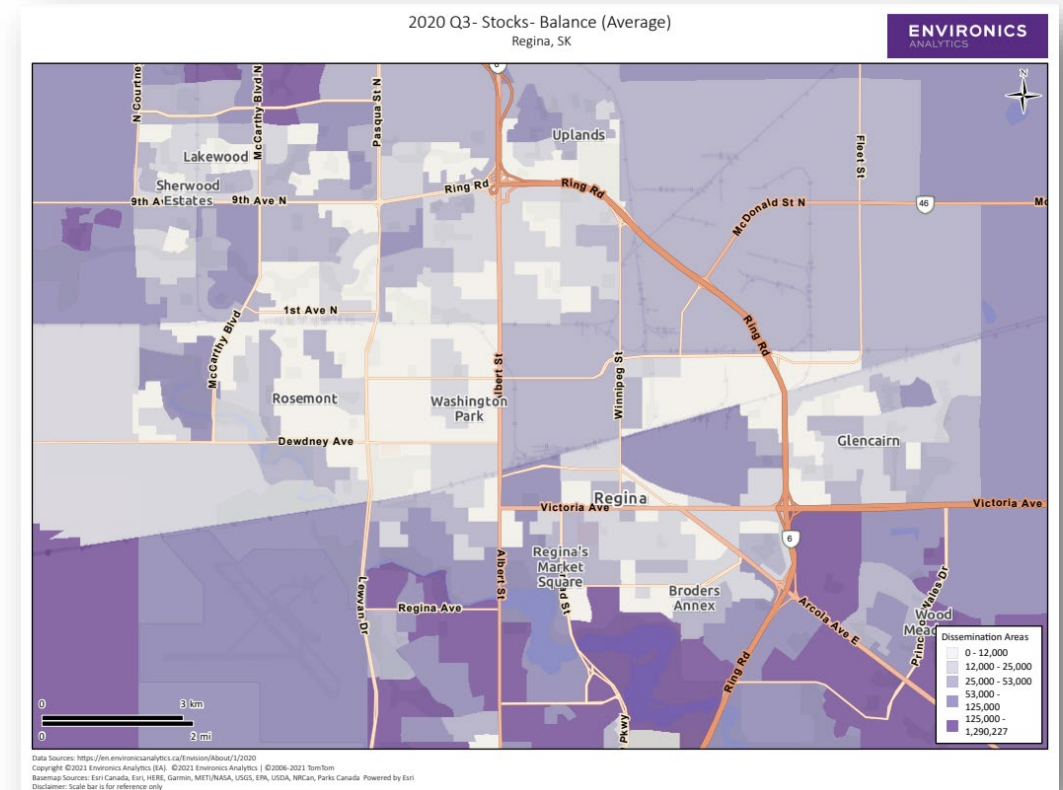 2020 Q3- Stocks- Balance (Average)
Regina, SK
ENVIRONICS
ANALYTICS
N Courtne
McCarthy Blvd N
Pasqua St N
6
N
Uplands
Lakewood
Fleet St
Sherwood
Estates
Ring Rd
Ring Rd
9th A
9th Ave N
McDonald St N
46
Mc
1st Ave N
Ring Rd
McCarthy Blvd
Albert St
Winnipeg St
Rosemont
Washington
Park
Dewdney Ave
Glencairn
Regina
Victoria Ave
Victoria Ave
6
Albert St
Regina's
Market
Square
ad St
Lewvan Dr
Regina Ave
Broders
Annex
Arcola Ave E
Wood
Mead
Ring Rd
Pkwy
Dissemination Areas
0 - 12,000
12,000 - 25,000
25,000 - 53,000
53,000 -
125,000
125,000 -
1,290,227
0 3 km
0 2 mi
Data Sources: https://en.environicsanalytics.ca/Envision/About/1/2020
Copyright ©2021 Environics Analytics (EA). ©2021 Environics Analytics | ©2006-2021 TomTom
Basemap Sources: Esri Canada, Esri, HERE, Garmin, METI/NASA, USGS, EPA, USDA, NRCan, Parks Canada Powered by Esri
Disclaimer: Scale bar is for reference only